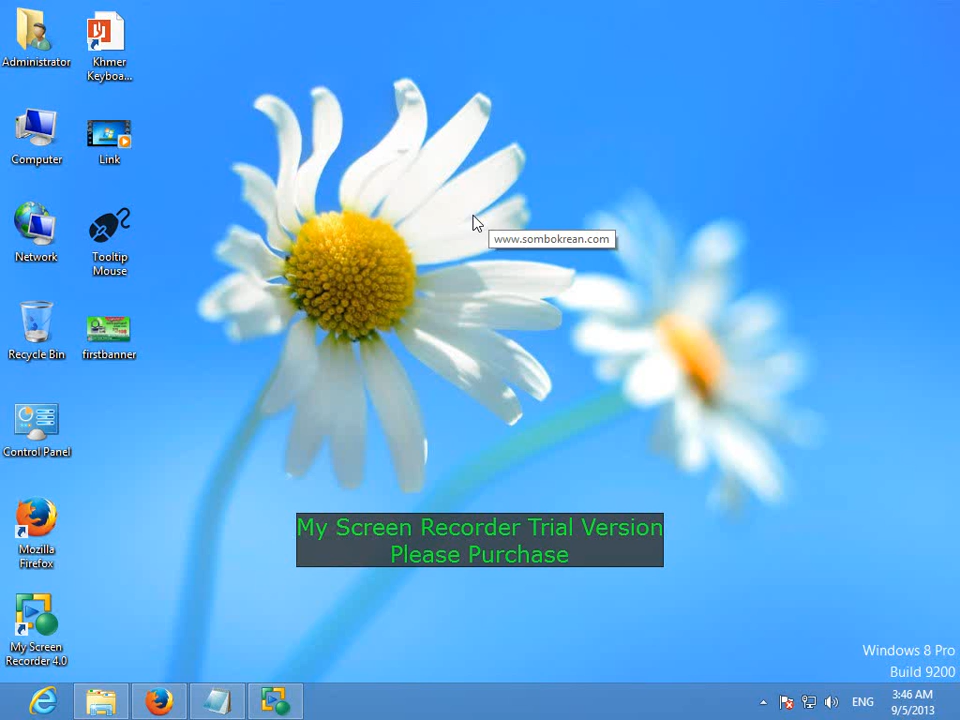 Administrator
Khmer
Keyboa...
Computer
Link
Network
Tooltip
Mouse
Recycle Bin
firstbanner
Control Panel
Mozilla
Firefox
My Screen
Recorder 4.0
www.sombokrean.com
My Screen Recorder Trial Version
Please Purchase
Windows 8 Pro
Build 9200
ENG
3:46 AM
9/5/2013